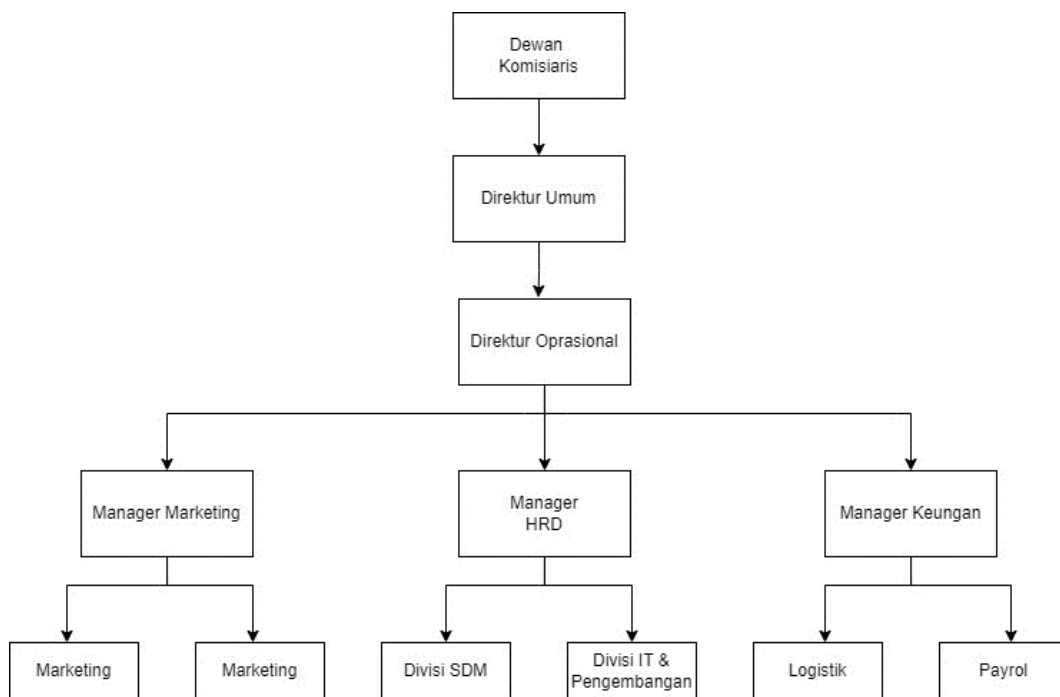 Dewan
Komisiaris
Direktur Umum
Direktur Oprasional
Manager Marketing
Manager
HRD
Manager Keungan
Marketing
Marketing
Divisi SDM
Divisi IT &
Pengembangan
Logistik
Payrol